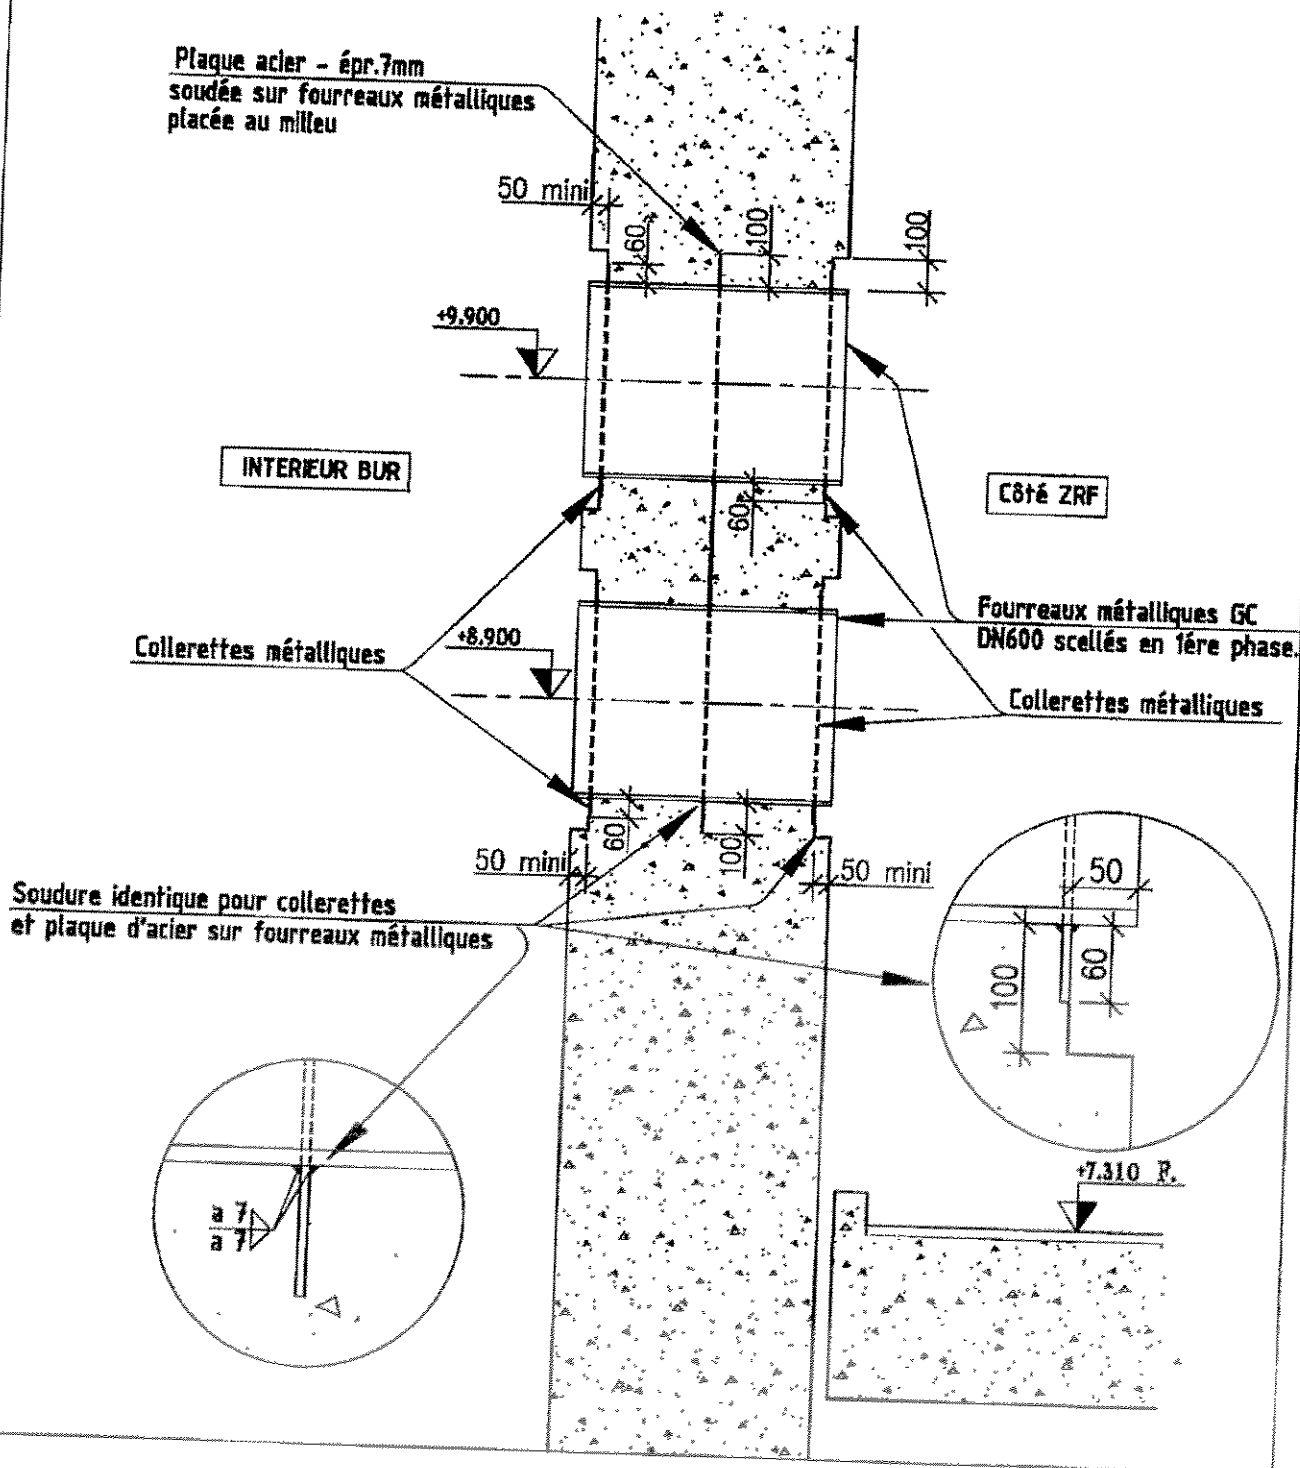 Plaque acier - épr.7mm
soudée sur fourreaux métalliques
placée au milieu
50 mini
60
100
100
+9.900
INTERIEUR BUR
Côté ZRF
60
Fourreaux métalliques GC
DN600 scellés en 1ére phase.
Collerettes métalliques
+8.900
Collerettes métalliques
60
100
50 mini
50 mini
Soudure identique pour collerettes
et plaque d'acier sur fourreaux métalliques
50
100
60
a 7
a 7
+7.310 F.